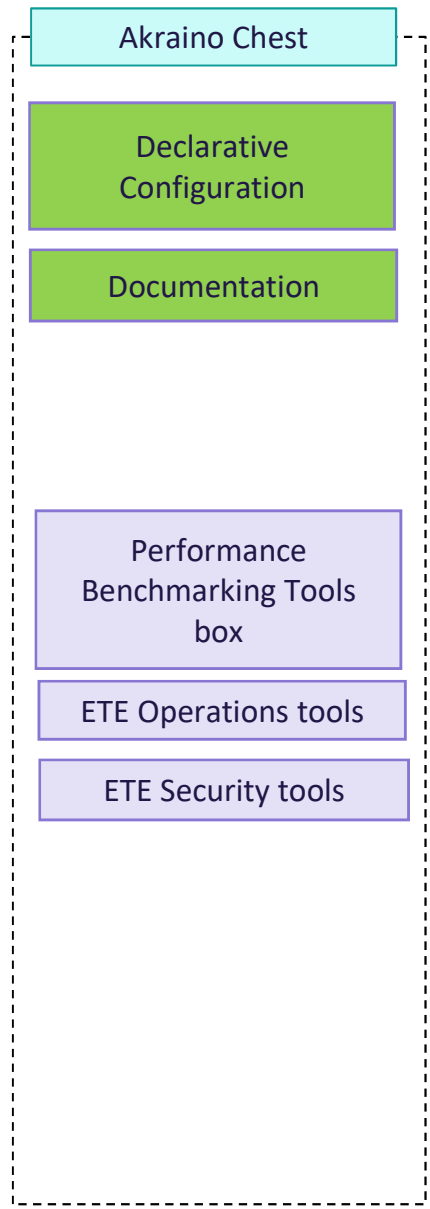 Akraino Chest
Declarative
Configuration
Documentation
Performance
Benchmarking Tools
box
ETE Operations tools
ETE Security tools